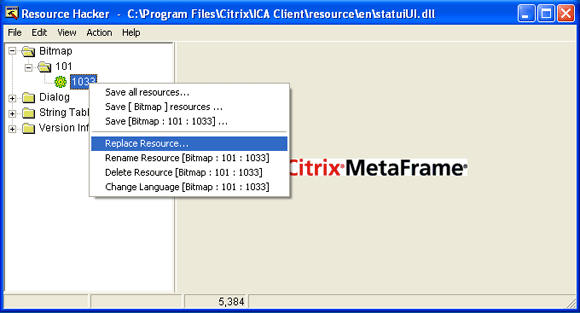 Resource Hacker - C:\Program Files\Citrix\ICA Client\resource\en\statuiUI.dll
File Edit View Action Help
Bitmap
101
1033
Dialog
String Tabl
Version Inf
Save all resources...
Save [ Bitmap ] resources ...
Save [Bitmap : 101 : 1033] ...
Replace Resource...
Rename Resource [Bitmap : 101 : 1033]
Delete Resource [Bitmap : 101 : 1033]
Change Language [Bitmap : 101 : 1033]
Citrix® MetaFrame®
5,384